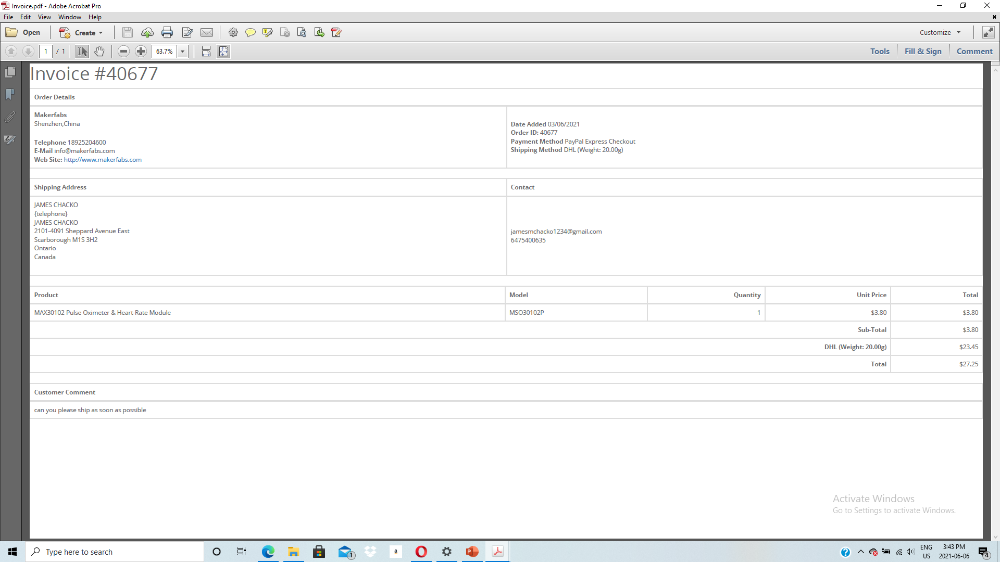 Invoice.pdf - Adobe Acrobat Pro
File Edit View Window Help
Open Create Customize
1 / 1 63.7% Tools Fill & Sign Comment
Invoice #40677
Order Details
Makerfabs
Shenzhen,China
Telephone 18925204600
E-Mail info@makerfabs.com
Web Site: http://www.makerfabs.com
Date Added 03/06/2021
Order ID: 40677
Payment Method PayPal Express Checkout
Shipping Method DHL (Weight: 20.00g)
Shipping Address Contact
JAMES CHACKO
{telephone}
JAMES CHACKO
2101-4091 Sheppard Avenue East
Scarborough M1S 3H2
Ontario
Canada
jamesmchacko1234@gmail.com
6475400635
Product Model Quantity Unit Price Total
MAX30102 Pulse Oximeter & Heart-Rate Module MSO30102P 1 $3.80 $3.80
Sub-Total $3.80
DHL (Weight: 20.00g) $23.45
Total $27.25
Customer Comment
can you please ship as soon as possible
Activate Windows
Go to Settings to activate Windows.
Type here to search
1
a
P
ENG
US
3:43 PM
2021-06-06
4